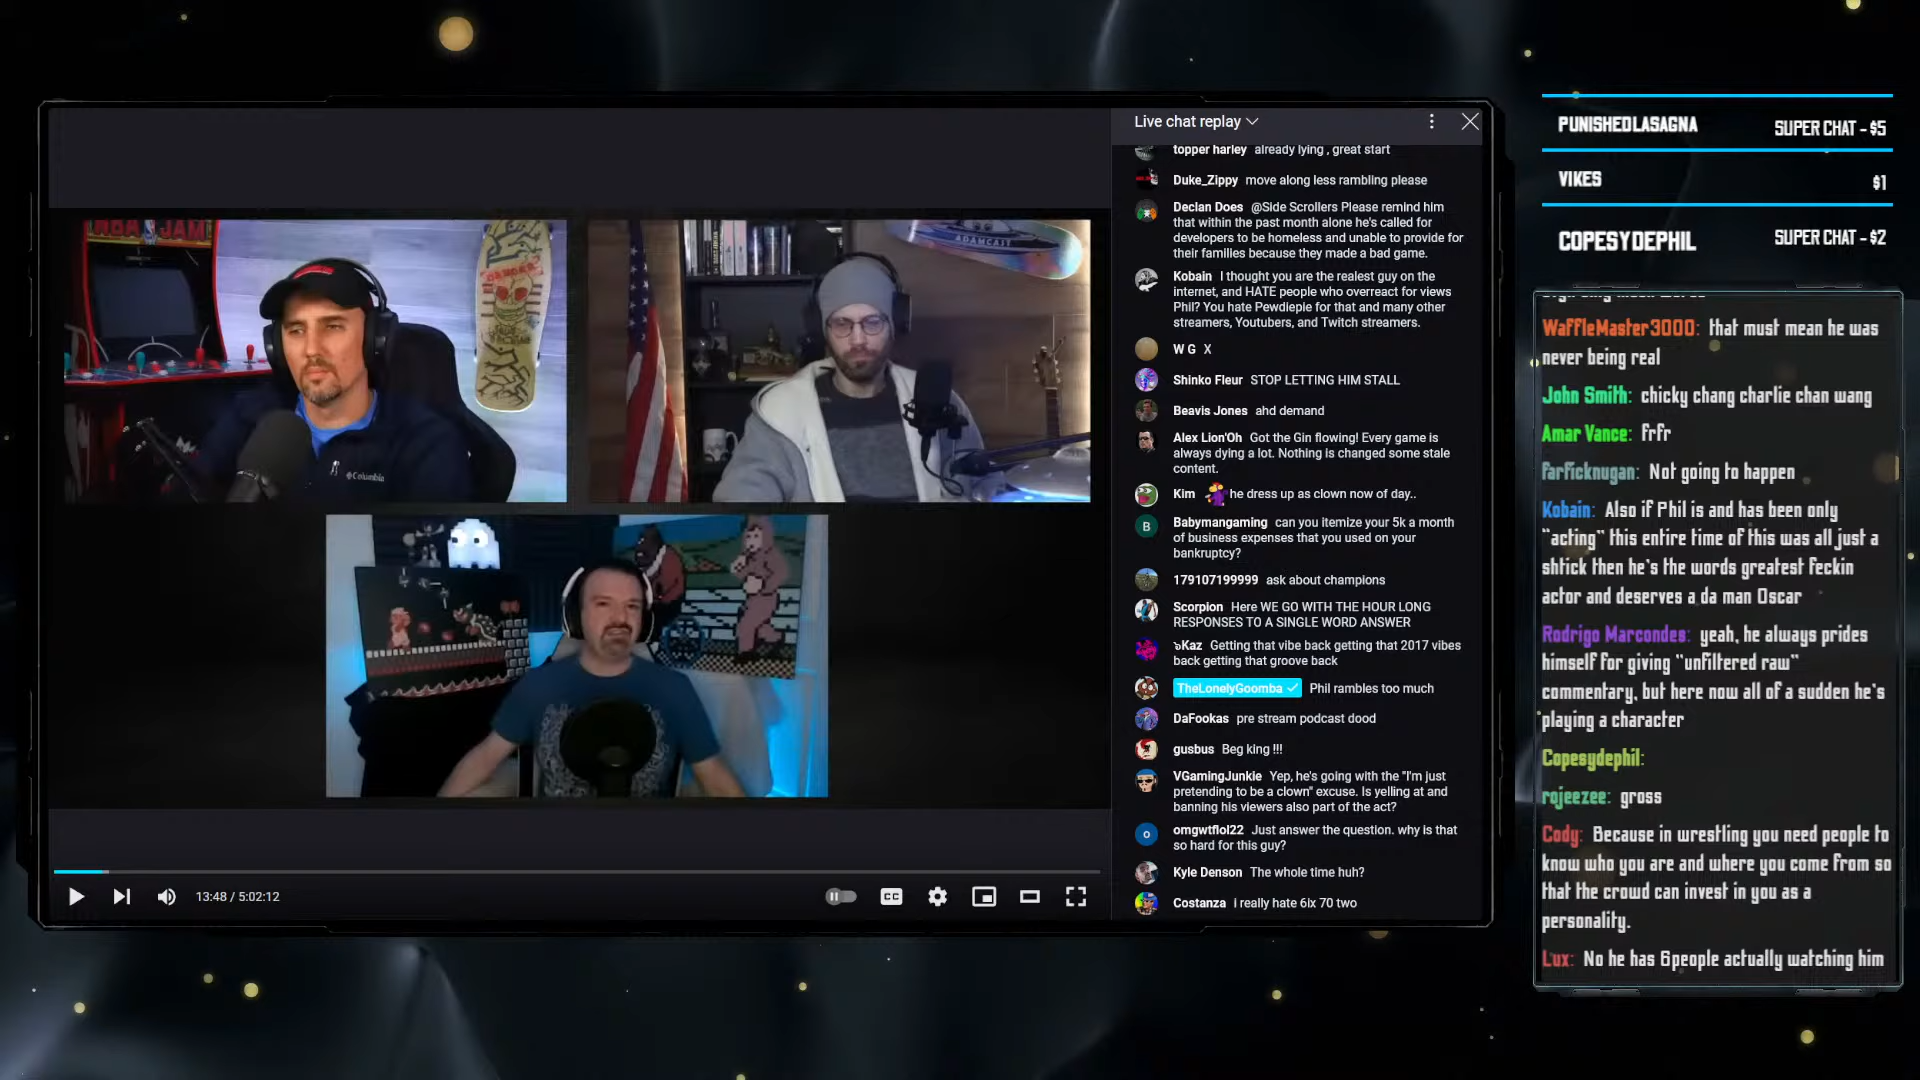 NBA JAM
ADAMCAST
Columbia
13:48 / 5:02:12
CC
Live chat replay
topper harley already lying , great start
Duke_Zippy move along less rambling please
Declan Does @Side Scrollers Please remind him
that within the past month alone he's called for
developers to be homeless and unable to provide for
their families because they made a bad game.
Kobain I thought you are the realest guy on the
internet, and HATE people who overreact for views
Phil? You hate Pewdiepie for that and many other
streamers, Youtubers, and Twitch streamers.
W G X
Shinko Fleur STOP LETTING HIM STALL
Beavis Jones ahd demand
Alex Lion'Oh Got the Gin flowing! Every game is
always dying a lot. Nothing is changed some stale
content.
Kim he dress up as clown now of day..
B
Babymangaming can you itemize your 5k a month
of business expenses that you used on your
bankruptcy?
179107199999 ask about champions
Scorpion Here WE GO WITH THE HOUR LONG
RESPONSES TO A SINGLE WORD ANSWER
Kaz Getting that vibe back getting that 2017 vibes
back getting that groove back
TheLonelyGoomba Phil rambles too much
DaFookas pre stream podcast dood
gusbus Beg king !!!
VGamingJunkie Yep, he's going with the "I'm just
pretending to be a clown" excuse. Is yelling at and
banning his viewers also part of the act?
o
omgwtflol22 Just answer the question. why is that
so hard for this guy?
Kyle Denson The whole time huh?
Costanza i really hate 6ix 70 two
PUNISHEDLASAGNA SUPER CHAT - $5
VIKES $1
COPESYDEPHIL SUPER CHAT - $2
WaffleMaster3000: that must mean he was
never being real
John Smith: chicky chang charlie chan wang
Amar Vance: frfr
farficknugan: Not going to happen
Kobain: Also if Phil is and has been only
"acting" this entire time of this was all just a
shtick then he's the words greatest feckin
actor and deserves a da man Oscar
Rodrigo Marcondes: yeah, he always prides
himself for giving "unfiltered raw"
commentary, but here now all of a sudden he's
playing a character
Copesydephil:
rojeezee: gross
Cody: Because in wrestling you need people to
know who you are and where you come from so
that the crowd can invest in you as a
personality.
Lux: No he has 6people actually watching him